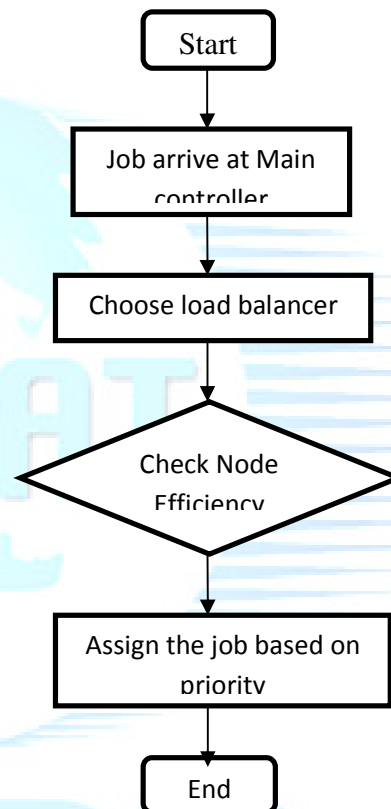 Start
Job arrive at Main
controller
Choose load balancer
Check Node
Efficiency
Assign the job based on
priority
End